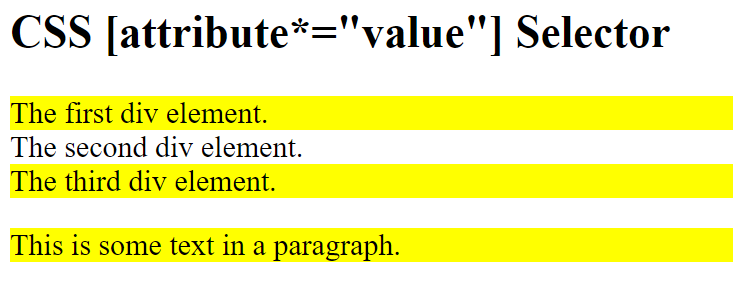 CSS [attribute*="value"] Selector
The first div element.
The second div element.
The third div element.
This is some text in a paragraph.